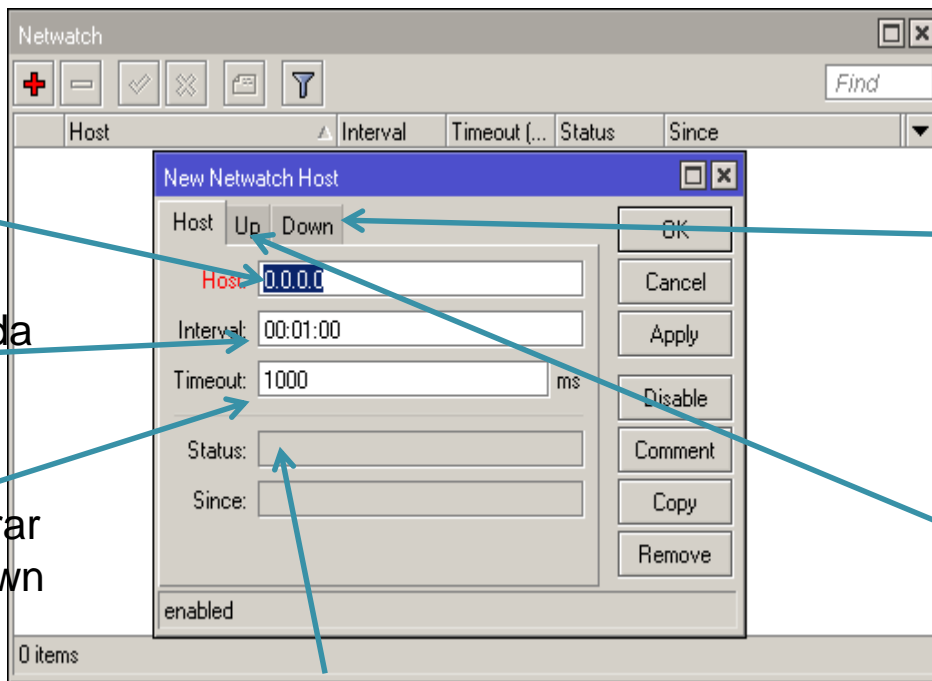 Netwatch
Find
Host Interval Timeout (... Status Since
New Netwatch Host
Host Up Down
OK
Host: 0.0.0.0
Cancel
da
Interval: 00:01:00
Apply
Timeout: 1000 ms
Disable
Status:
Comment
Since:
Copy
rar
Remove
wn
enabled
0 items